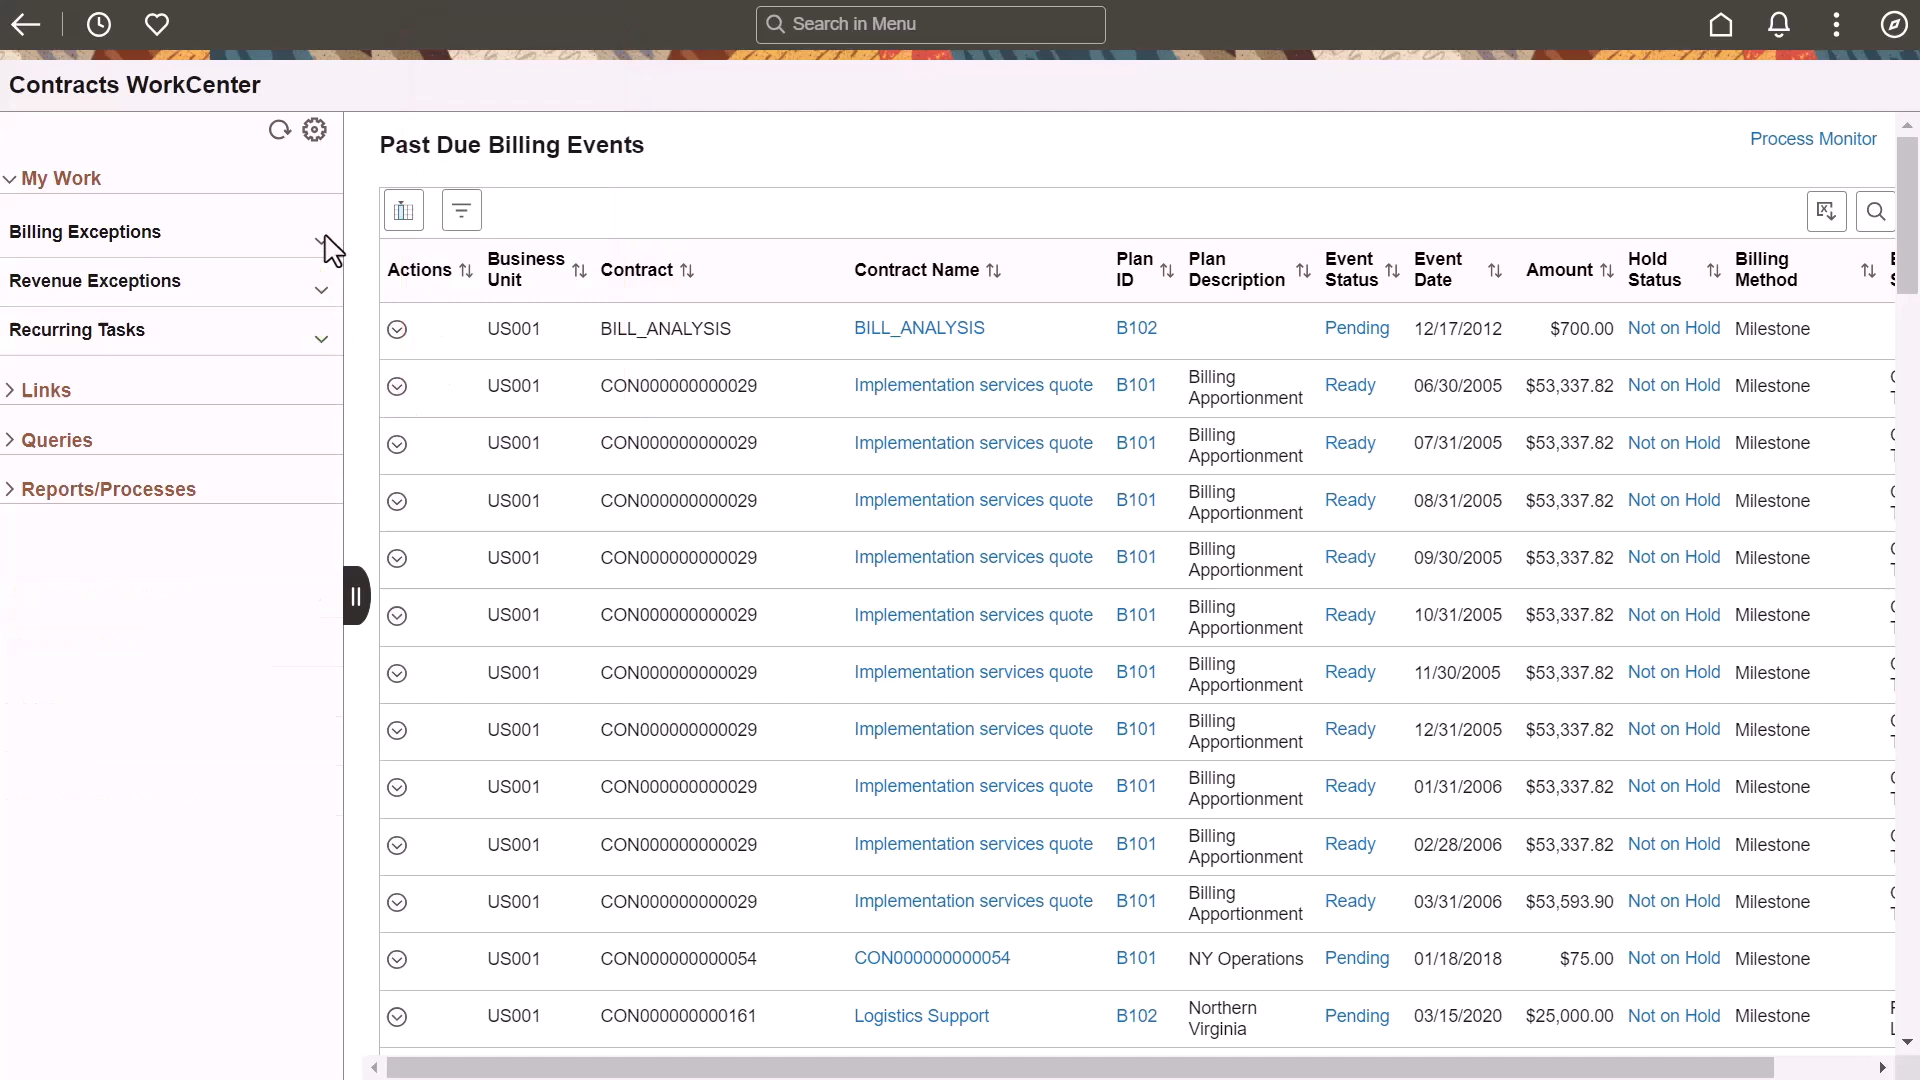 Search in Menu
Contracts WorkCenter
My Work
Billing Exceptions
Revenue Exceptions
Recurring Tasks
Links
Queries
Reports/Processes
Past Due Billing Events
Process Monitor
Actions Business Unit Contract Contract Name Plan ID Plan Description Event Status Event Date Amount Hold Status Billing Method
US001 BILL_ANALYSIS BILL_ANALYSIS B102 Pending 12/17/2012 $700.00 Not on Hold Milestone
US001 CON000000000029 Implementation services quote B101 Billing Apportionment Ready 06/30/2005 $53,337.82 Not on Hold Milestone
US001 CON000000000029 Implementation services quote B101 Billing Apportionment Ready 07/31/2005 $53,337.82 Not on Hold Milestone
US001 CON000000000029 Implementation services quote B101 Billing Apportionment Ready 08/31/2005 $53,337.82 Not on Hold Milestone
US001 CON000000000029 Implementation services quote B101 Billing Apportionment Ready 09/30/2005 $53,337.82 Not on Hold Milestone
US001 CON000000000029 Implementation services quote B101 Billing Apportionment Ready 10/31/2005 $53,337.82 Not on Hold Milestone
US001 CON000000000029 Implementation services quote B101 Billing Apportionment Ready 11/30/2005 $53,337.82 Not on Hold Milestone
US001 CON000000000029 Implementation services quote B101 Billing Apportionment Ready 12/31/2005 $53,337.82 Not on Hold Milestone
US001 CON000000000029 Implementation services quote B101 Billing Apportionment Ready 01/31/2006 $53,337.82 Not on Hold Milestone
US001 CON000000000029 Implementation services quote B101 Billing Apportionment Ready 02/28/2006 $53,337.82 Not on Hold Milestone
US001 CON000000000029 Implementation services quote B101 Billing Apportionment Ready 03/31/2006 $53,593.90 Not on Hold Milestone
US001 CON000000000054 CON000000000054 B101 NY Operations Pending 01/18/2018 $75.00 Not on Hold Milestone
US001 CON000000000161 Logistics Support B102 Northern Virginia Pending 03/15/2020 $25,000.00 Not on Hold Milestone